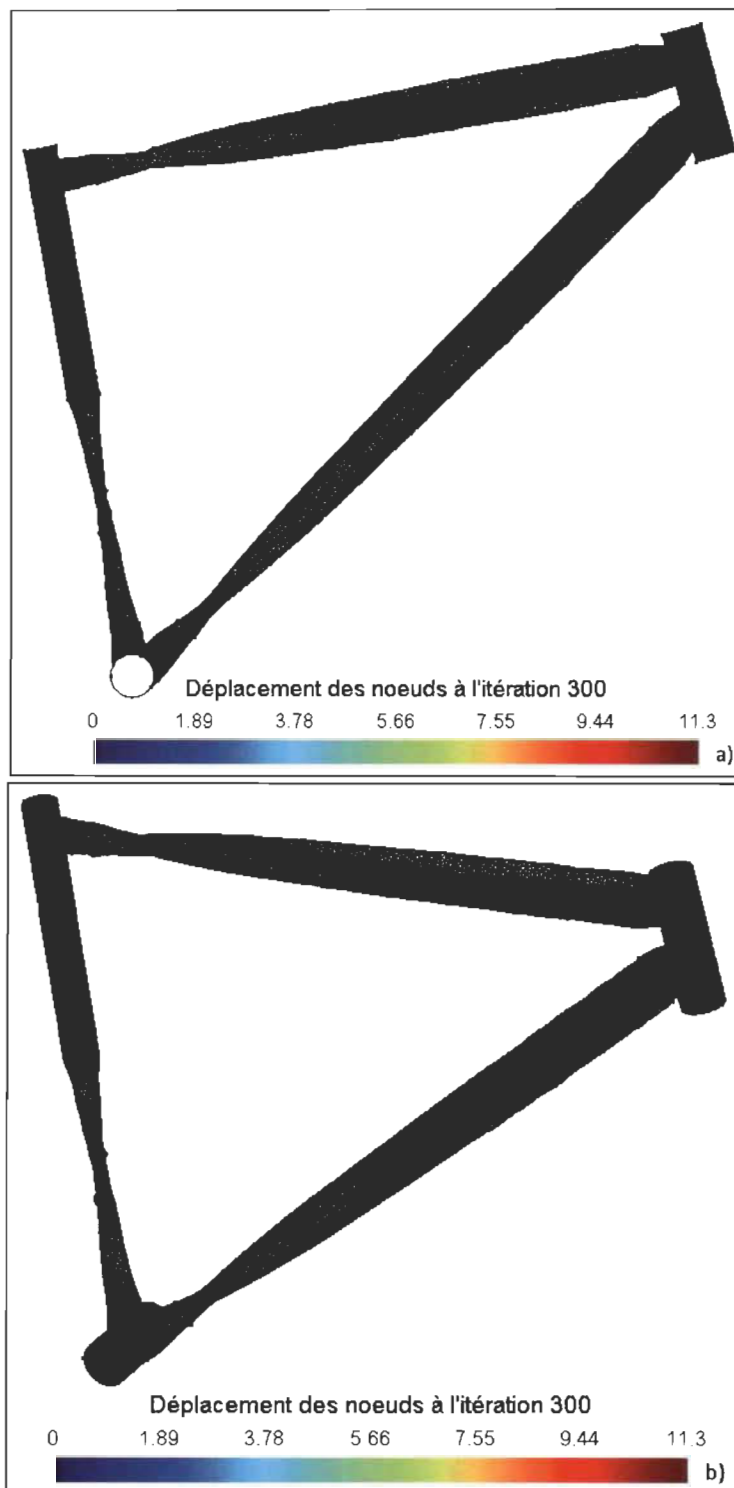 Déplacement des noeuds à l'itération 300
0 1.89 3.78 5.66 7.55 9.44 11.3
a)
Déplacement des noeuds à l'itération 300
0 1.89 3.78 5 66 7.55 9.44 11.3
b)